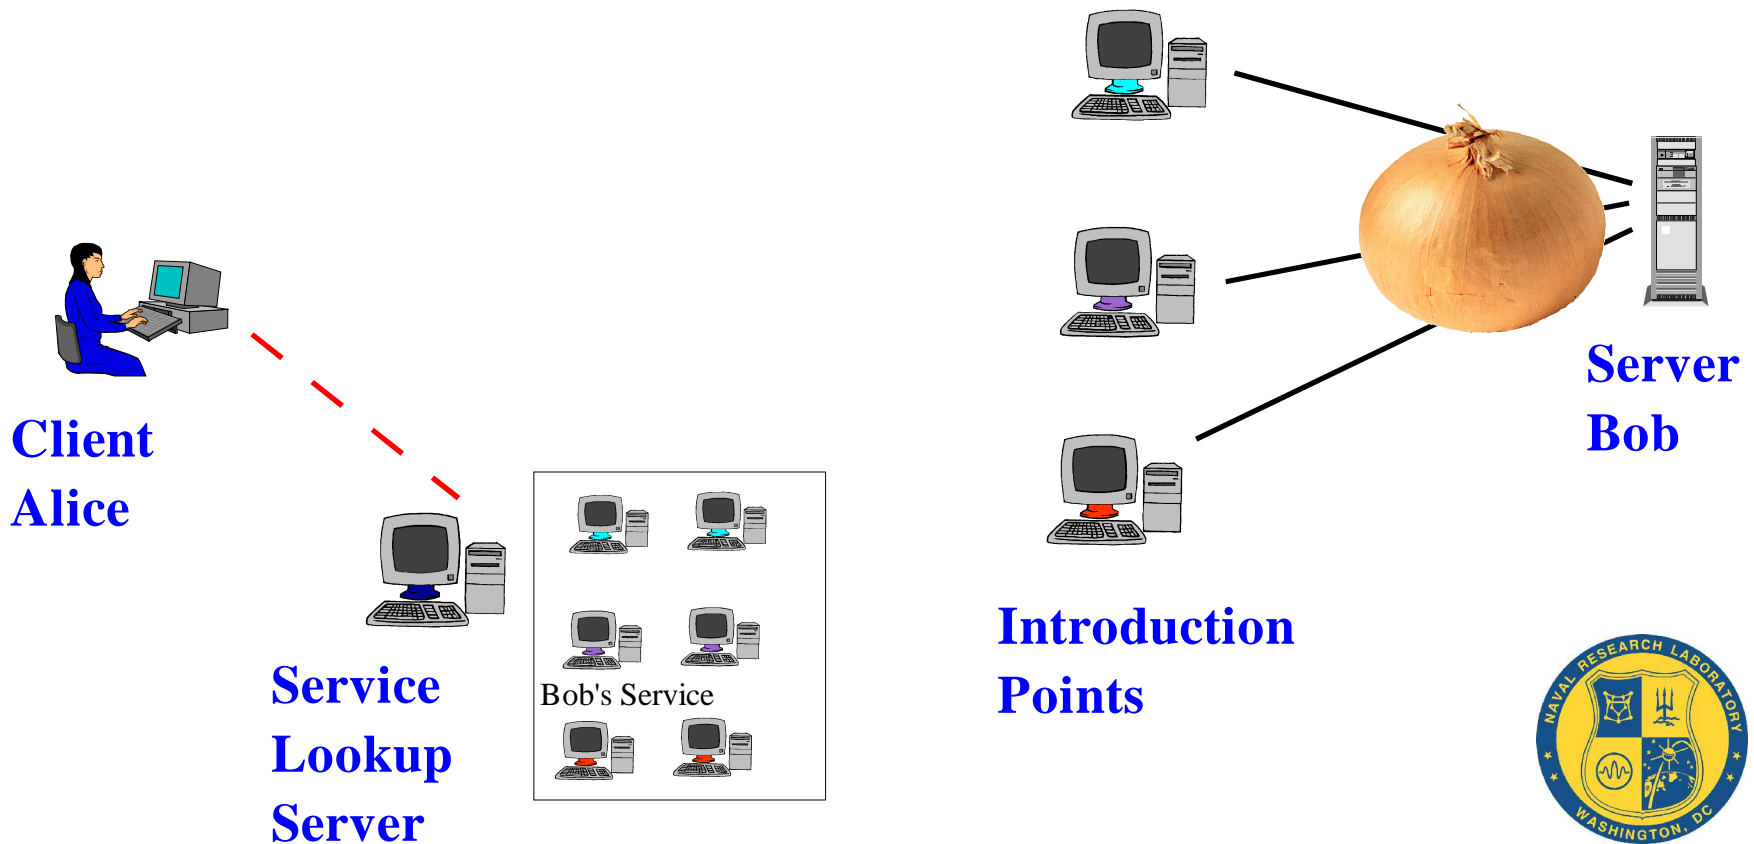 Server
Bob
Client
Alice
Introduction
Points
Service
Lookup
Server
Bob's Service
NAVAL RESEARCH LABORATORY
WASHINGTON, DC